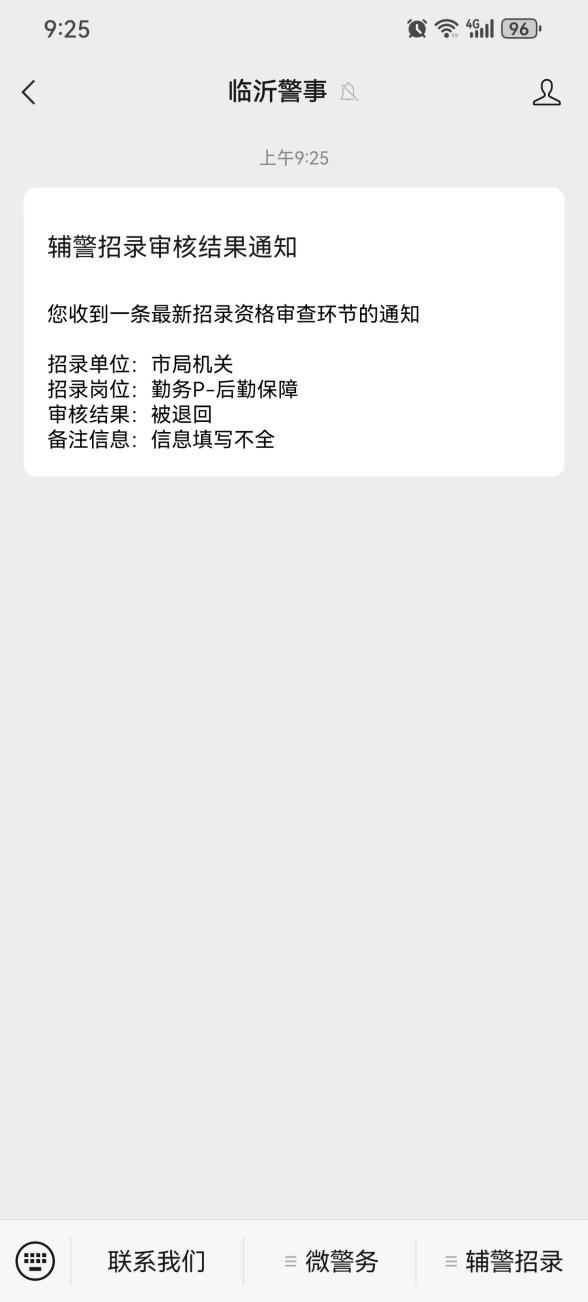 9:25
4G 96
临沂警事
上午9:25
辅警招录审核结果通知
您收到一条最新招录资格审查环节的通知
招录单位：市局机关
招录岗位：勤务P-后勤保障
审核结果：被退回
备注信息：信息填写不全
联系我们
微警务
辅警招录